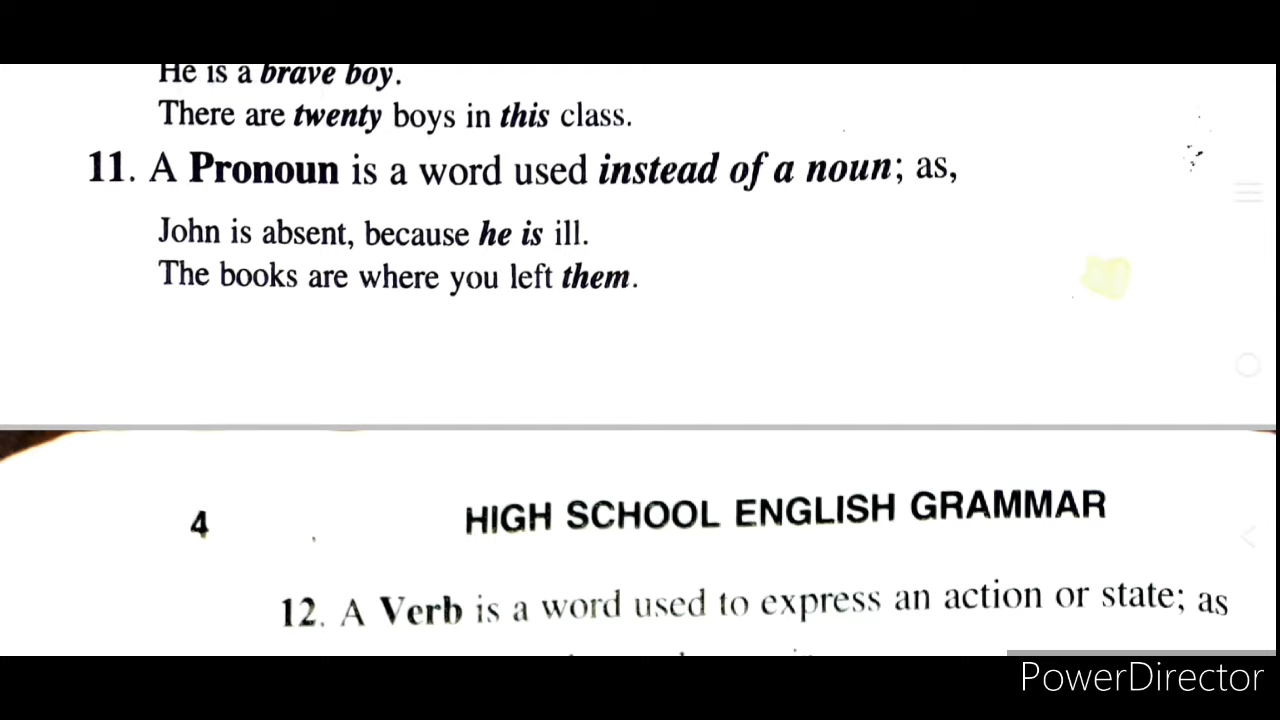 He is a brave boy.
There are twenty boys in this class.
11. A Pronoun is a word used instead of a noun; as,
John is absent, because he is ill.
The books are where you left them.
4 HIGH SCHOOL ENGLISH GRAMMAR
12. A Verb is a word used to express an action or state; as
PowerDirector